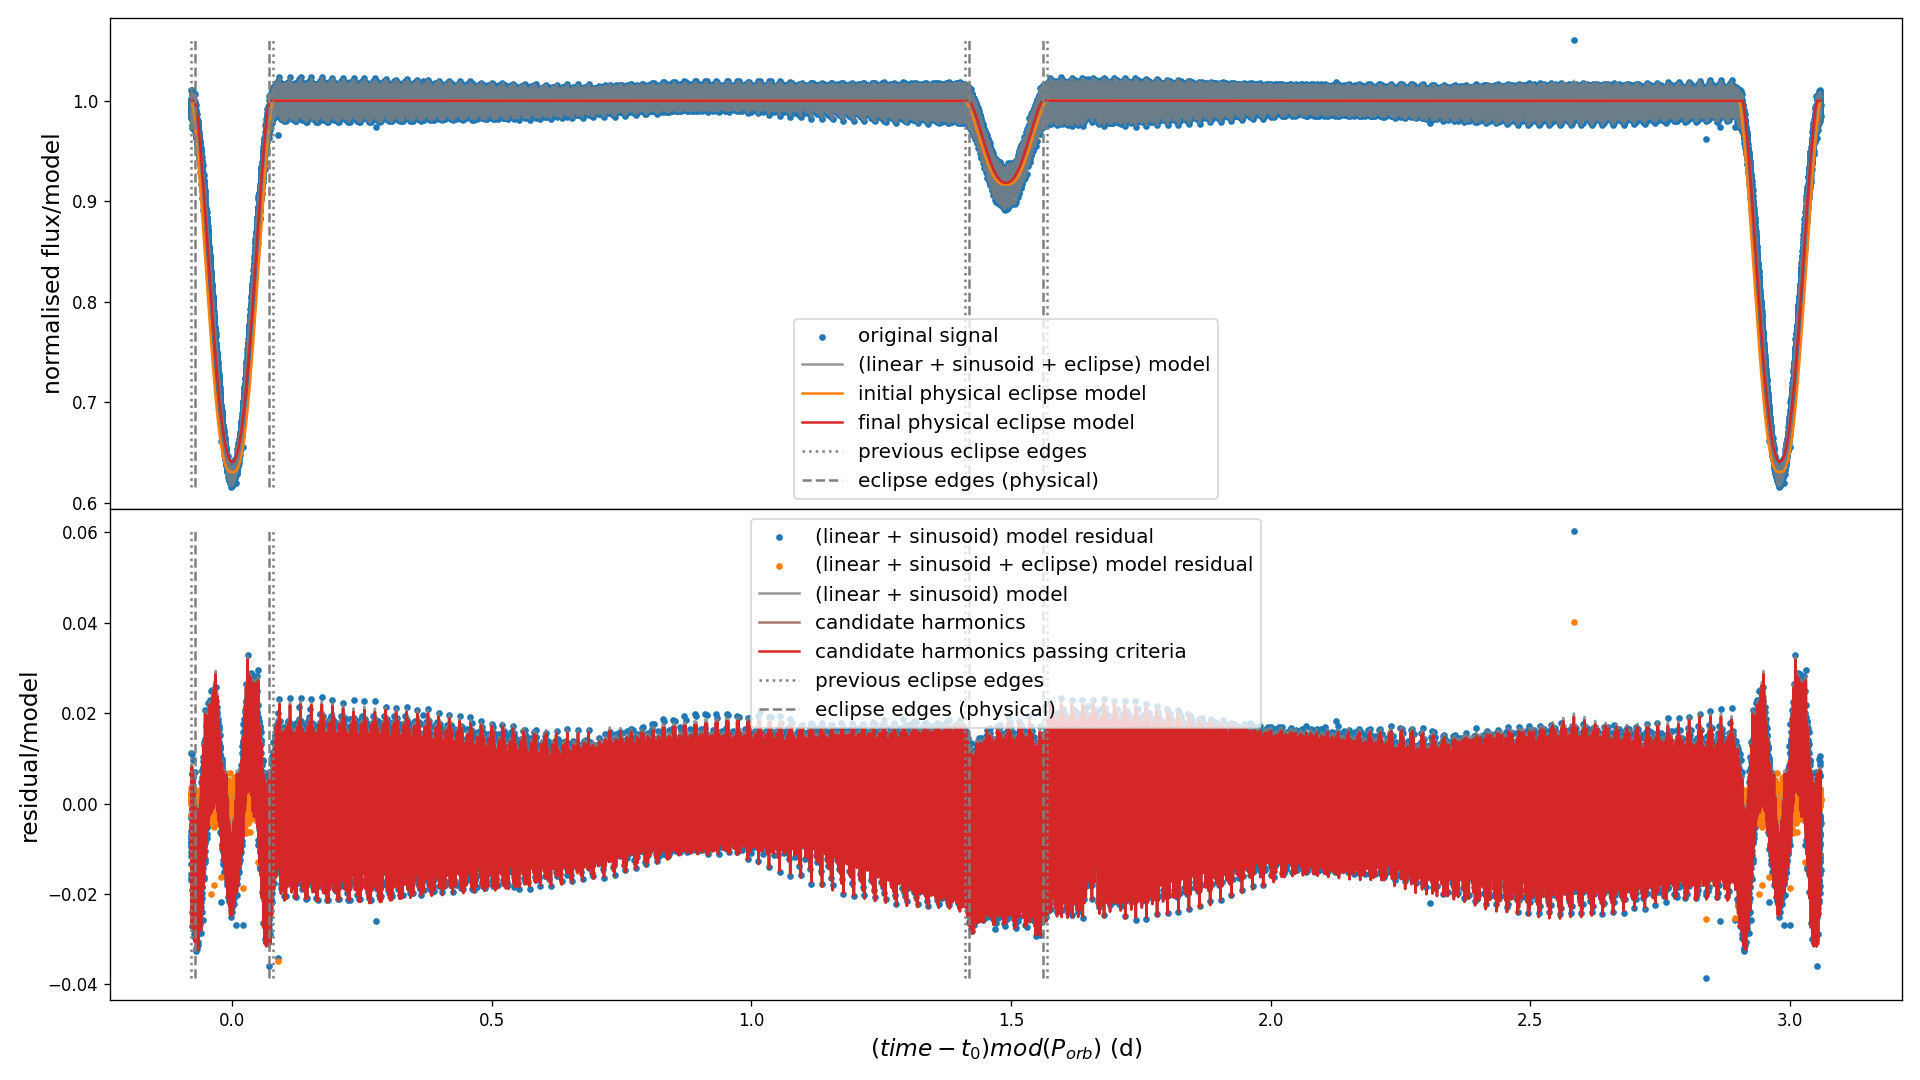 normalised flux/model
1.0
0.9
0.8
0.7
0.6
original signal
(linear + sinusoid + eclipse) model
initial physical eclipse model
final physical eclipse model
previous eclipse edges
eclipse edges (physical)
residual/model
0.06
0.04
0.02
0.00
−0.02
−0.04
(linear + sinusoid) model residual
(linear + sinusoid + eclipse) model residual
(linear + sinusoid) model
candidate harmonics
candidate harmonics passing criteria
previous eclipse edges
eclipse edges (physical)
0.0 0.5 1.0 1.5 2.0 2.5 3.0
(time − t₀)mod(P_orb) (d)